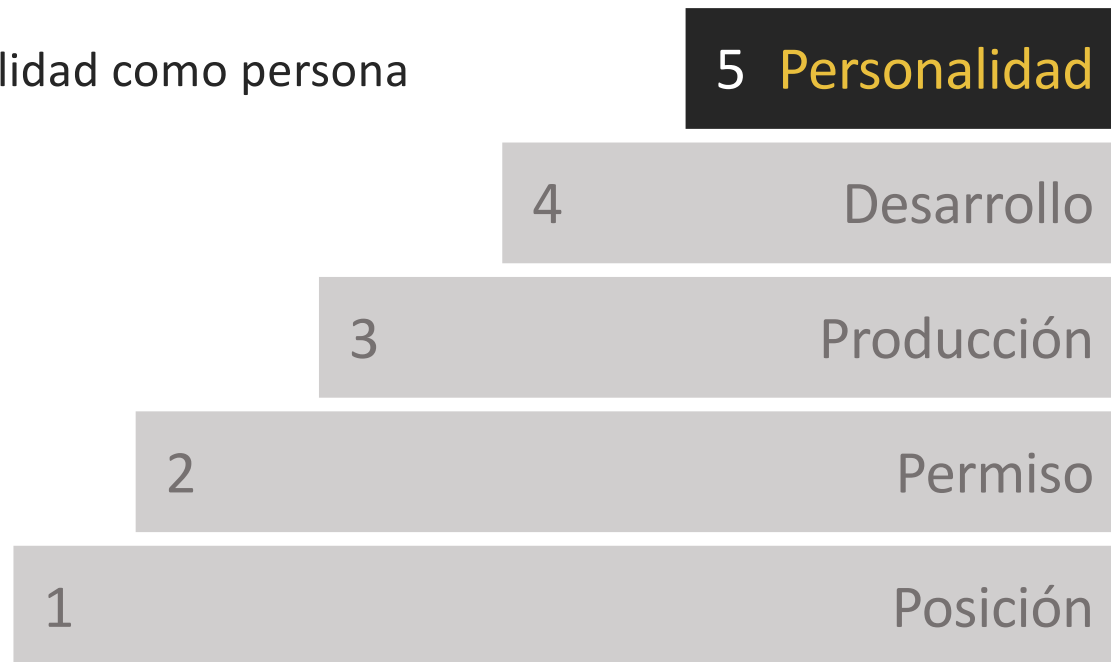 lidad como persona
5 Personalidad
4 Desarrollo
3 Producción
2 Permiso
1 Posición